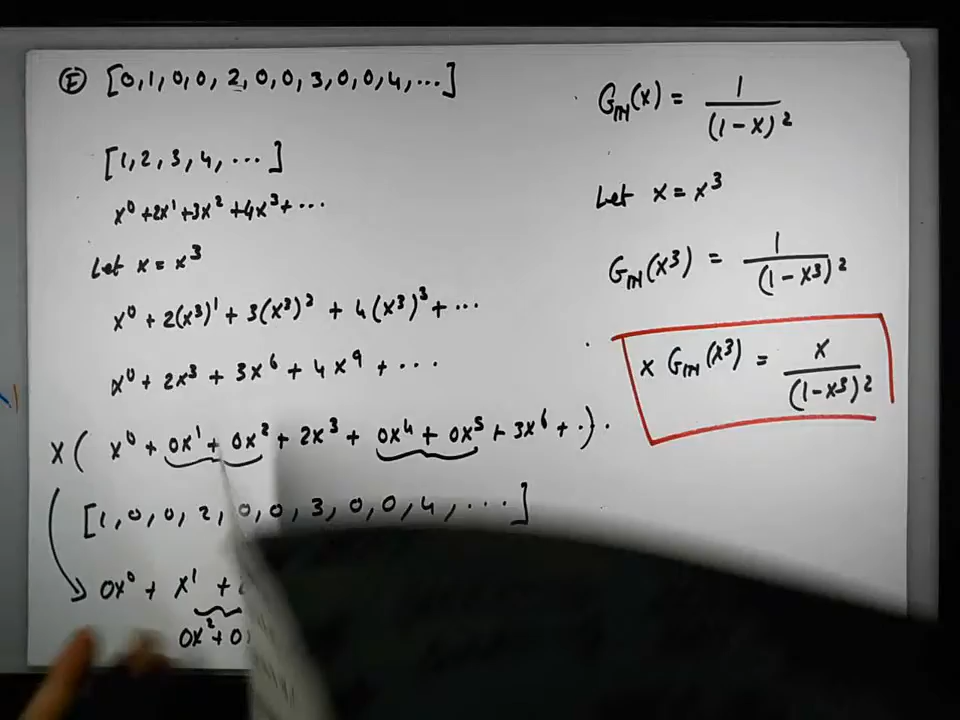 Ⓔ [0,1,0,0,2,0,0,3,0,0,4,...]
[1,2,3,4,...]
x⁰+2x¹+3x²+4x³+...
Let x = x³
x⁰ + 2(x³)¹ + 3(x³)² + 4(x³)³ + ...
x⁰ + 2x³ + 3x⁶ + 4x⁹ + ...
x( x⁰ + 0x¹ + 0x² + 2x³ + 0x⁴ + 0x⁵ + 3x⁶ + ..)
[1,0,0,2,0,0,3,0,0,4,...]
0x⁰ + x¹ +
0x² + 0
G_ℕ(x) = 1/(1-x)²
Let x = x³
G_ℕ(x³) = 1/(1-x³)²
x G_ℕ(x³) = x/(1-x³)²